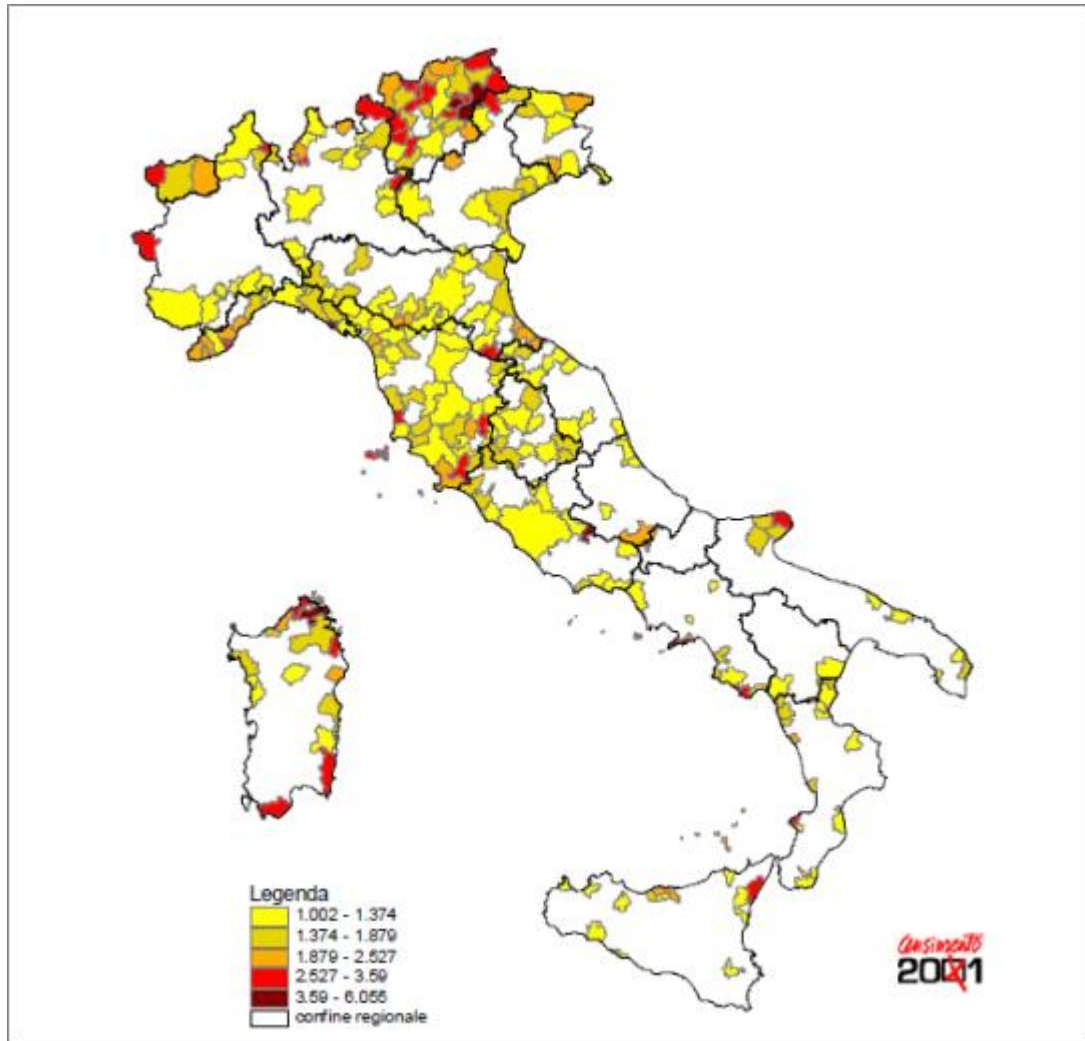 Legenda
1.002 - 1.374
1.374 - 1.879
1.879 - 2.527
2.527 - 3.59
3.59 - 6.055
confine regionale
Censimento
2001